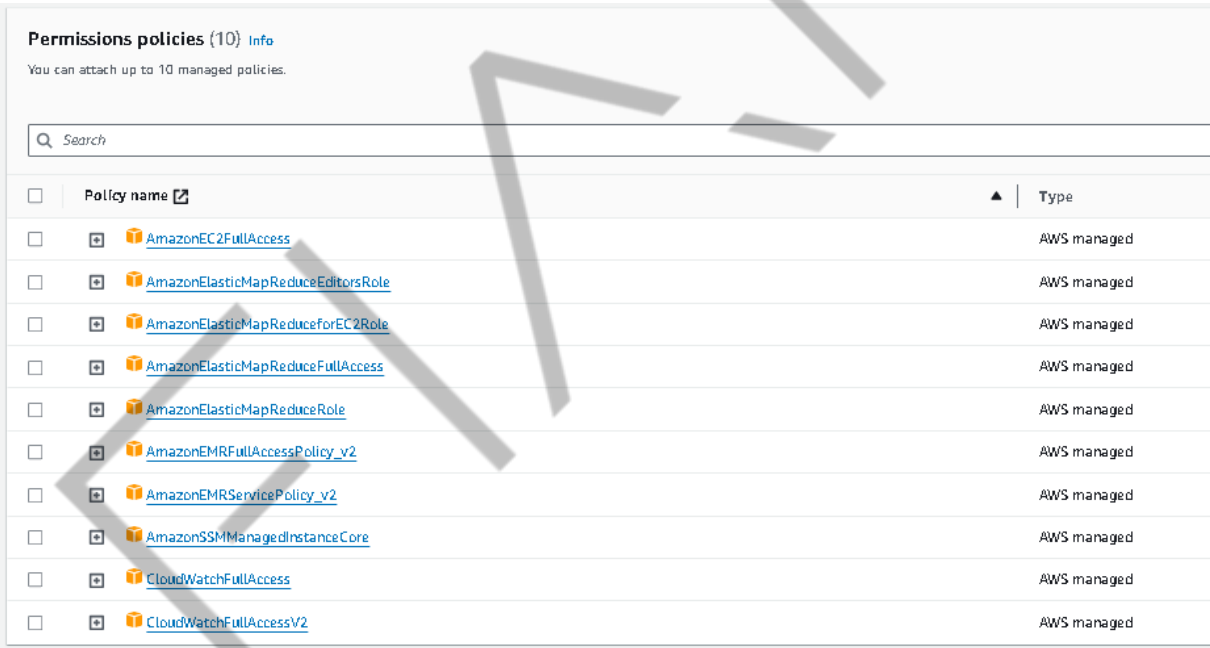 Permissions policies (10) Info
You can attach up to 10 managed policies.
Search
Policy name Type
AmazonEC2FullAccess AWS managed
AmazonElasticMapReduceEditorsRole AWS managed
AmazonElasticMapReduceforEC2Role AWS managed
AmazonElasticMapReduceFullAccess AWS managed
AmazonElasticMapReduceRole AWS managed
AmazonEMRFullAccessPolicy_v2 AWS managed
AmazonEMRServicePolicy_v2 AWS managed
AmazonSSMManagedInstanceCore AWS managed
CloudWatchFullAccess AWS managed
CloudWatchFullAccessV2 AWS managed